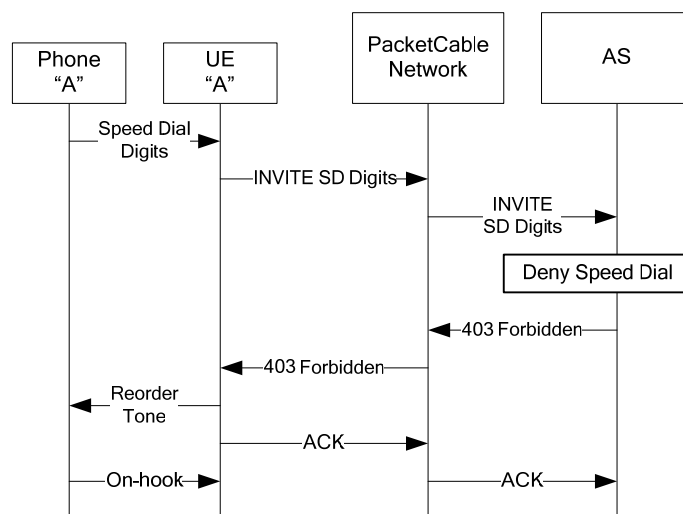 Phone
“A”
UE
“A”
PacketCable
Network
AS
Speed Dial
Digits
INVITE SD Digits
INVITE
SD Digits
Deny Speed Dial
403 Forbidden
403 Forbidden
Reorder
Tone
ACK
On-hook
ACK